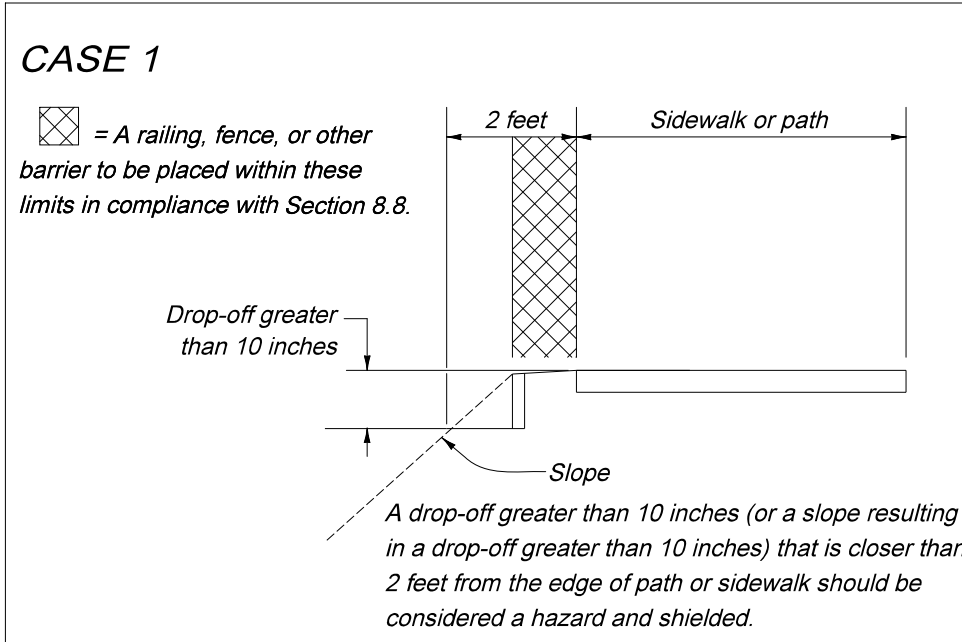 CASE 1
= A railing, fence, or other
barrier to be placed within these
limits in compliance with Section 8.8.
2 feet
Sidewalk or path
Drop-off greater
than 10 inches
Slope
A drop-off greater than 10 inches (or a slope resulting
in a drop-off greater than 10 inches) that is closer than
2 feet from the edge of path or sidewalk should be
considered a hazard and shielded.